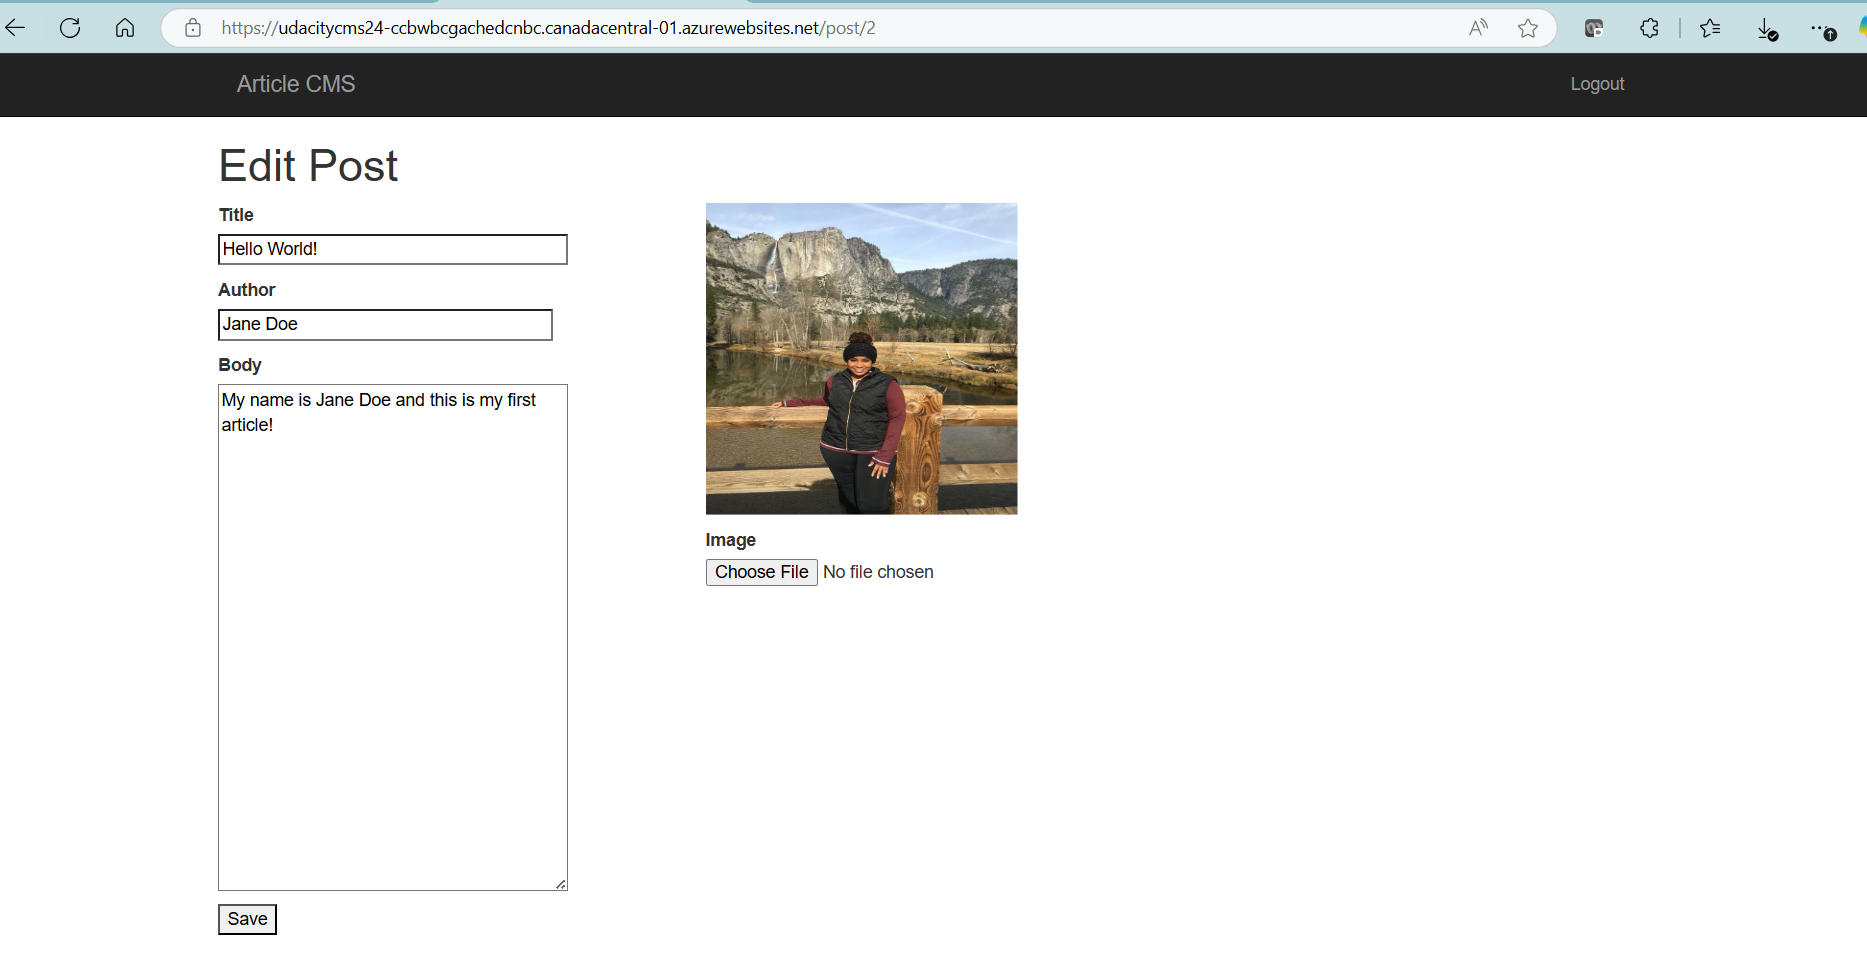 https://udacitycms24-ccbwbcgachedcnbc.canadacentral-01.azurewebsites.net/post/2
Article CMS
Logout
Edit Post
Title
Hello World!
Author
Jane Doe
Body
My name is Jane Doe and this is my first
article!
Image
Choose File No file chosen
Save